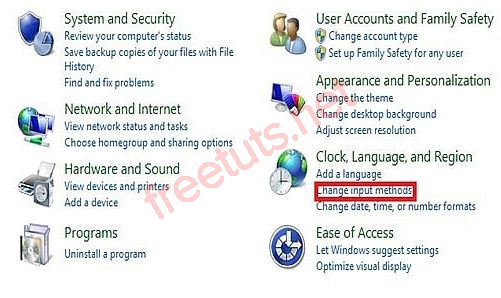 System and Security
Review your computer's status
Save backup copies of your files with File
History
Find and fix problems
Network and Internet
View network status and tasks
Choose homegroup and sharing options
Hardware and Sound
View devices and printers
Add a device
Programs
Uninstall a program
User Accounts and Family Safety
Change account type
Set up Family Safety for any user
Appearance and Personalization
Change the theme
Change desktop background
Adjust screen resolution
Clock, Language, and Region
Add a language
Change input methods
Change date, time, or number formats
Ease of Access
Let Windows suggest settings
Optimize visual display
freetuts.net